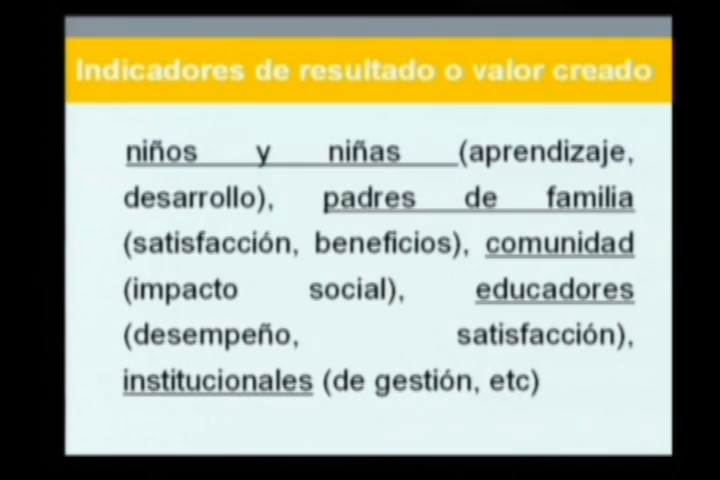 Indicadores de resultado o valor creado
niños y niñas (aprendizaje,
desarrollo), padres de familia
(satisfacción, beneficios), comunidad
(impacto social), educadores
(desempeño, satisfacción),
institucionales (de gestión, etc)